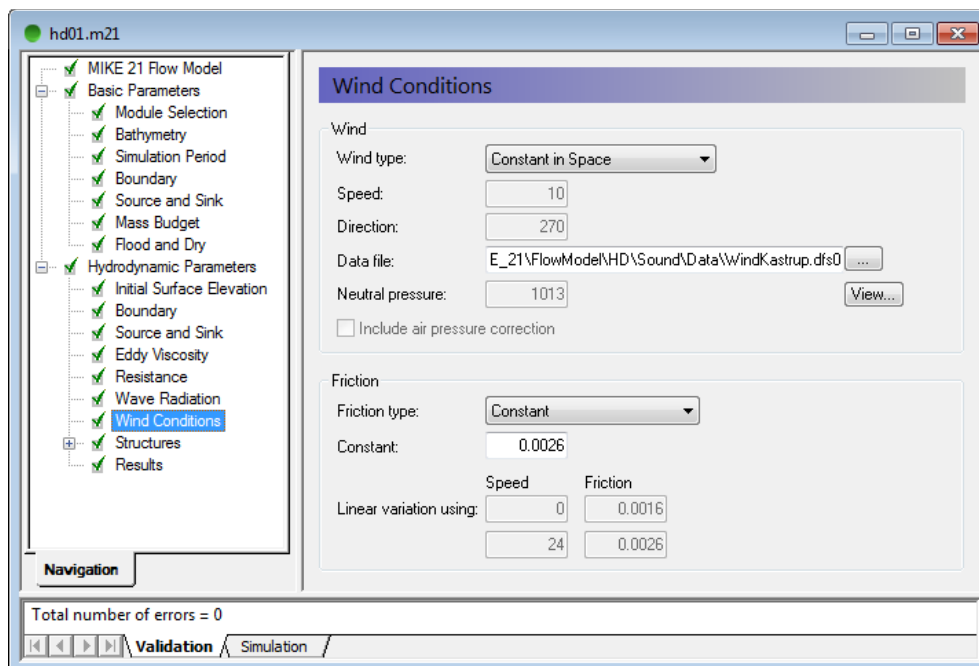 hd01.m21
MIKE 21 Flow Model
Basic Parameters
Module Selection
Bathymetry
Simulation Period
Boundary
Source and Sink
Mass Budget
Flood and Dry
Hydrodynamic Parameters
Initial Surface Elevation
Boundary
Source and Sink
Eddy Viscosity
Resistance
Wave Radiation
Wind Conditions
Structures
Results
Navigation
Wind Conditions
Wind
Wind type: Constant in Space
Speed: 10
Direction: 270
Data file: E_21\FlowModel\HD\Sound\Data\WindKastrup.dfs0 ...
Neutral pressure: 1013 View...
Include air pressure correction
Friction
Friction type: Constant
Constant: 0.0026
Speed Friction
Linear variation using: 0 0.0016
24 0.0026
Total number of errors = 0
Validation Simulation